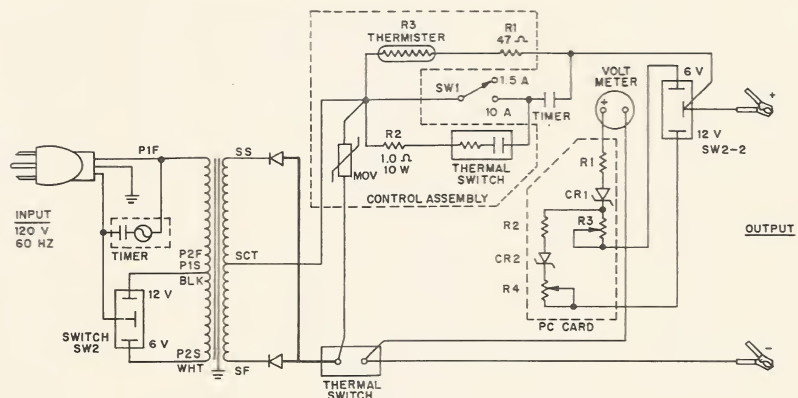 R3
THERMISTER
R1
47 Ω
1.5 A
SW1
10 A
TIMER
R2
1.0 Ω
10 W
THERMAL
SWITCH
MOV
CONTROL ASSEMBLY
VOLT
METER
+
-
6 V
12 V
SW2-2
+
R1
CR1
R2
R3
CR2
R4
PC CARD
OUTPUT
P1F
INPUT
120 V
60 HZ
TIMER
P2F
P1S
BLK
12 V
SWITCH
SW2
6 V
P2S
WHT
SS
SCT
SF
THERMAL
SWITCH
-